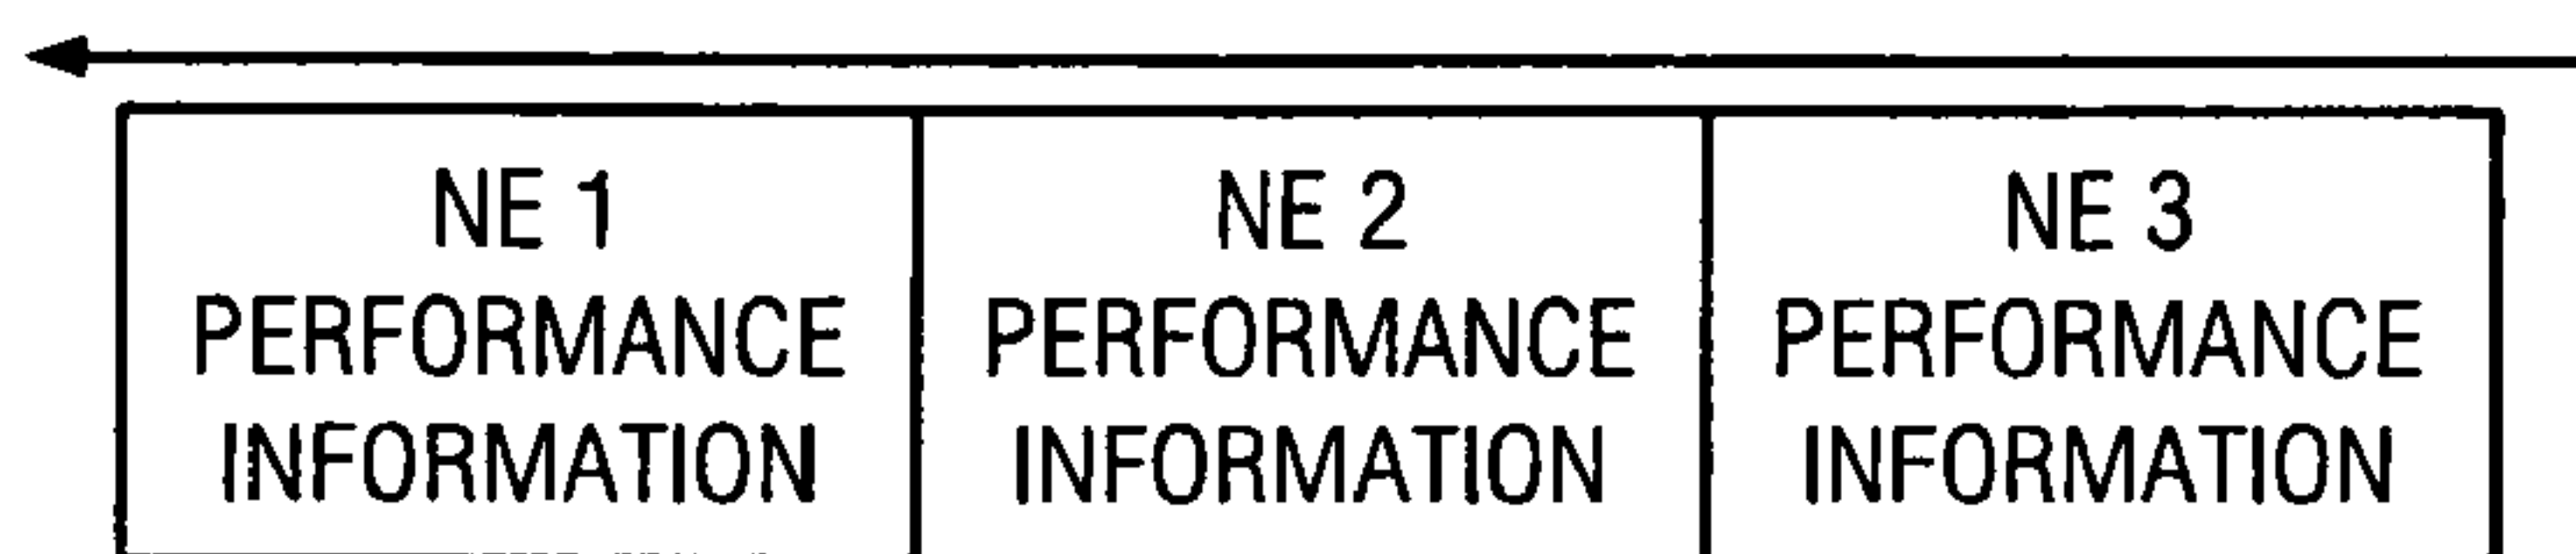 NE 1
PERFORMANCE
INFORMATION
NE 2
PERFORMANCE
INFORMATION
NE 3
PERFORMANCE
INFORMATION